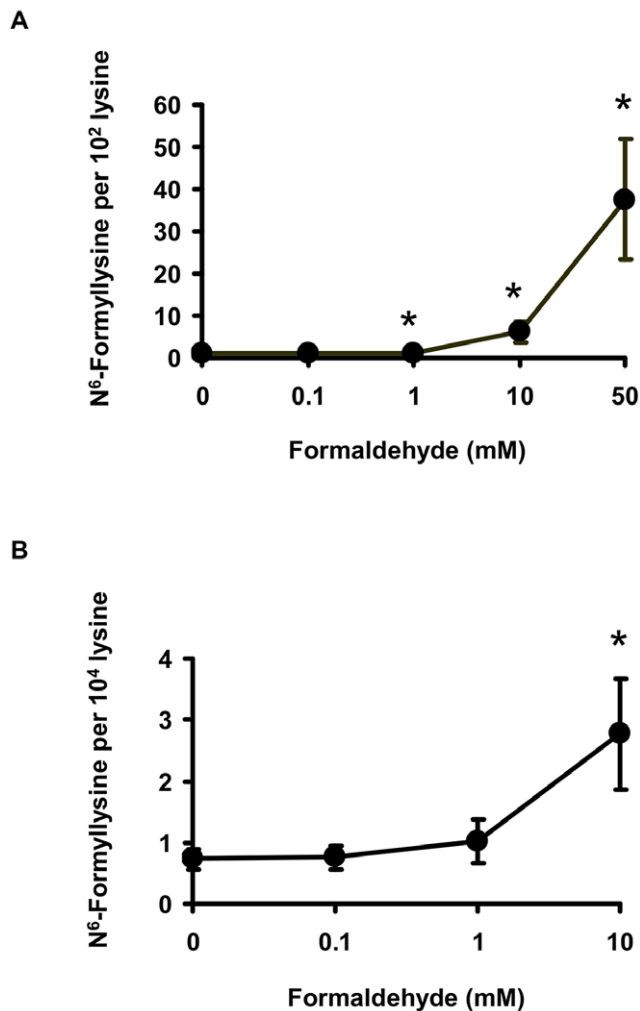 A
N⁶-Formyllysine per 10² lysine
60
50
40
30
20
10
0
* * *
0 0.1 1 10 50
Formaldehyde (mM)
B
N⁶-Formyllysine per 10⁴ lysine
4
3
2
1
0
*
0 0.1 1 10
Formaldehyde (mM)